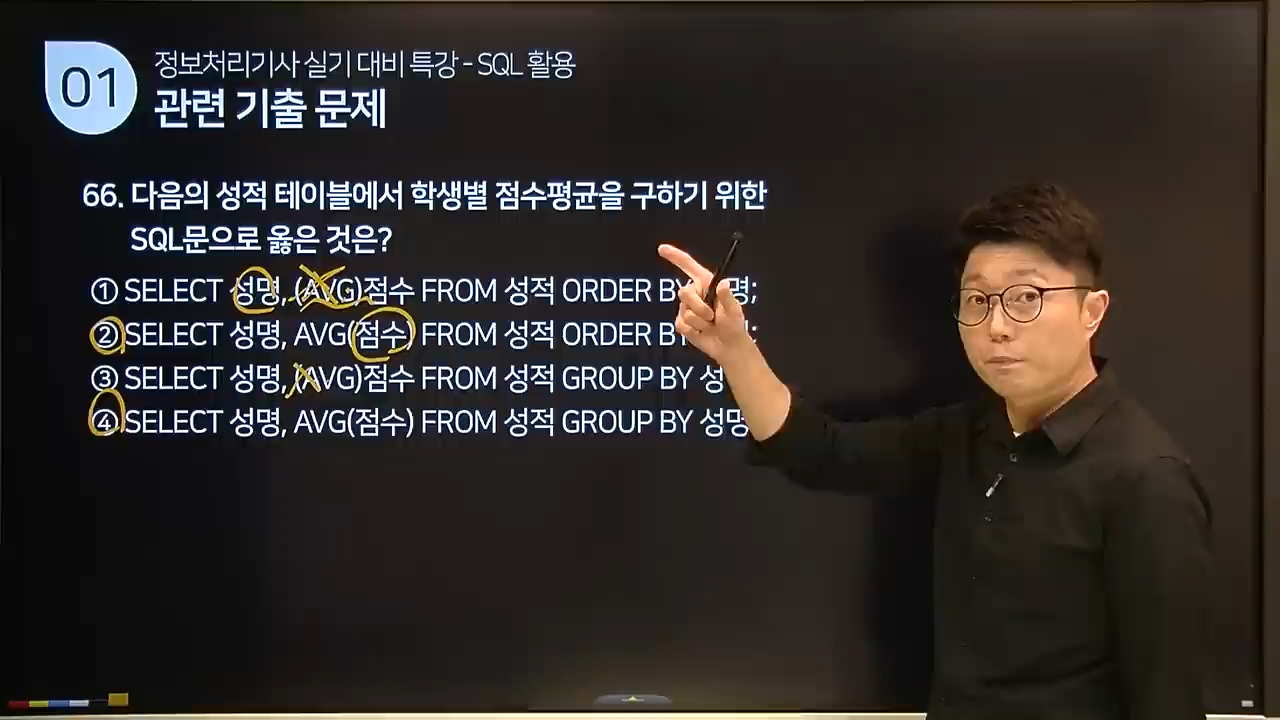 01
정보처리기사 실기 대비 특강 - SQL 활용
관련 기출 문제
66. 다음의 성적 테이블에서 학생별 점수평균을 구하기 위한
SQL문으로 옳은 것은?
① SELECT 성명, (AVG)점수 FROM 성적 ORDER BY 명;
② SELECT 성명, AVG(점수) FROM 성적 ORDER BY ;
③ SELECT 성명, (AVG)점수 FROM 성적 GROUP BY 성
④ SELECT 성명, AVG(점수) FROM 성적 GROUP BY 성명